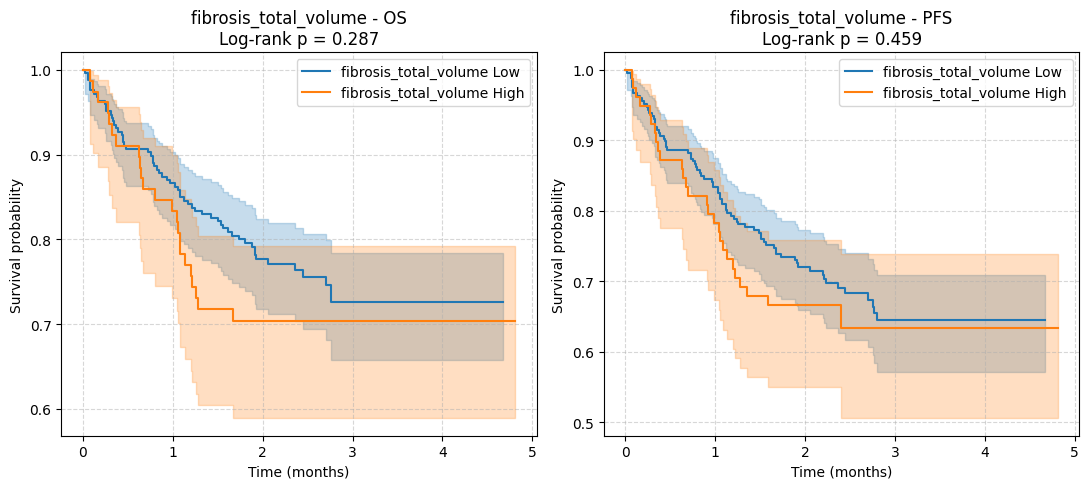 fibrosis_total_volume - OS
Log-rank p = 0.287
fibrosis_total_volume Low
fibrosis_total_volume High
Survival probability
1.0
0.9
0.8
0.7
0.6
0 1 2 3 4 5
Time (months)
fibrosis_total_volume - PFS
Log-rank p = 0.459
fibrosis_total_volume Low
fibrosis_total_volume High
Survival probability
1.0
0.9
0.8
0.7
0.6
0.5
0 1 2 3 4 5
Time (months)